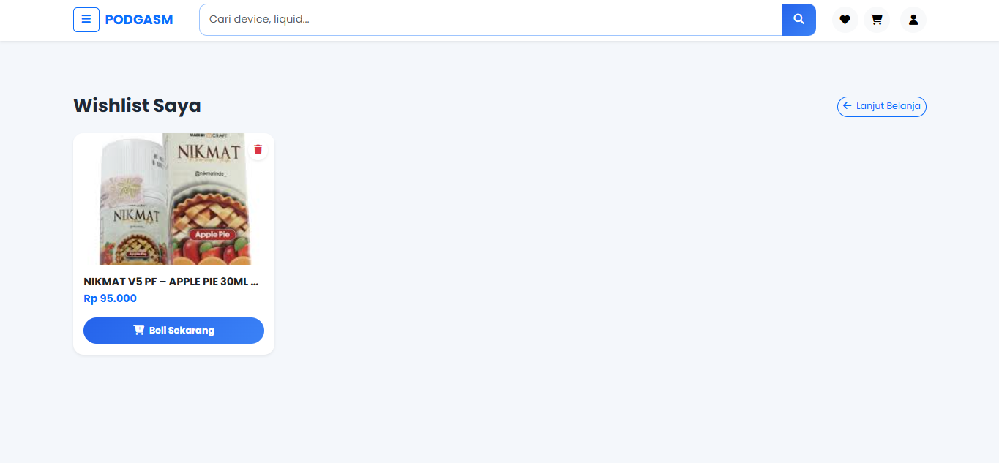 PODGASM
Cari device, liquid...
Wishlist Saya
Lanjut Belanja
MADE BY CRAFT
NIKMAT
@nikmatindo_
NIKMAT
Apple Pie
Apple Pie
NIKMAT V5 PF – APPLE PIE 30ML ...
Rp 95.000
Beli Sekarang